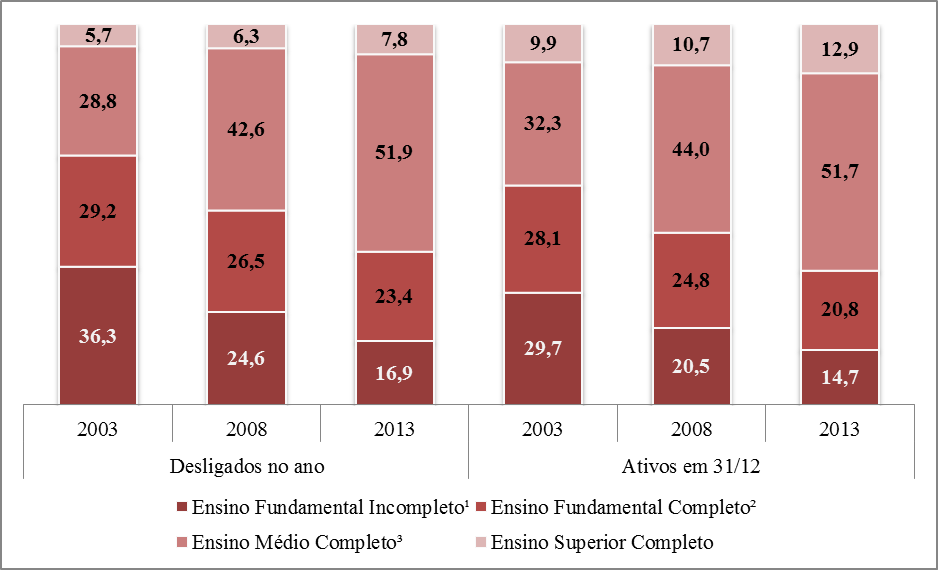 5,7 6,3 7,8 9,9 10,7 12,9
28,8 42,6 51,9 32,3 44,0 51,7
29,2 26,5 23,4 28,1 24,8 20,8
36,3 24,6 16,9 29,7 20,5 14,7
2003 2008 2013 2003 2008 2013
Desligados no ano Ativos em 31/12
Ensino Fundamental Incompleto¹ Ensino Fundamental Completo²
Ensino Médio Completo³ Ensino Superior Completo